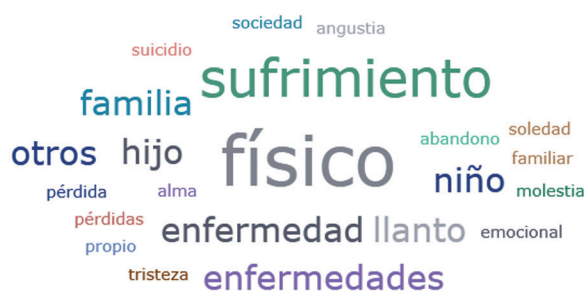 sociedad angustia
suicidio
sufrimiento
familia
soledad
abandono
otros hijo físico familiar
niño
pérdida alma molestia
pérdidas
enfermedad llanto emocional
propio
tristeza enfermedades